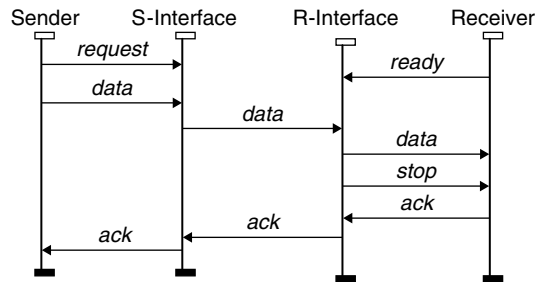 Sender S-Interface R-Interface Receiver
request
ready
data
data
data
stop
ack
ack
ack